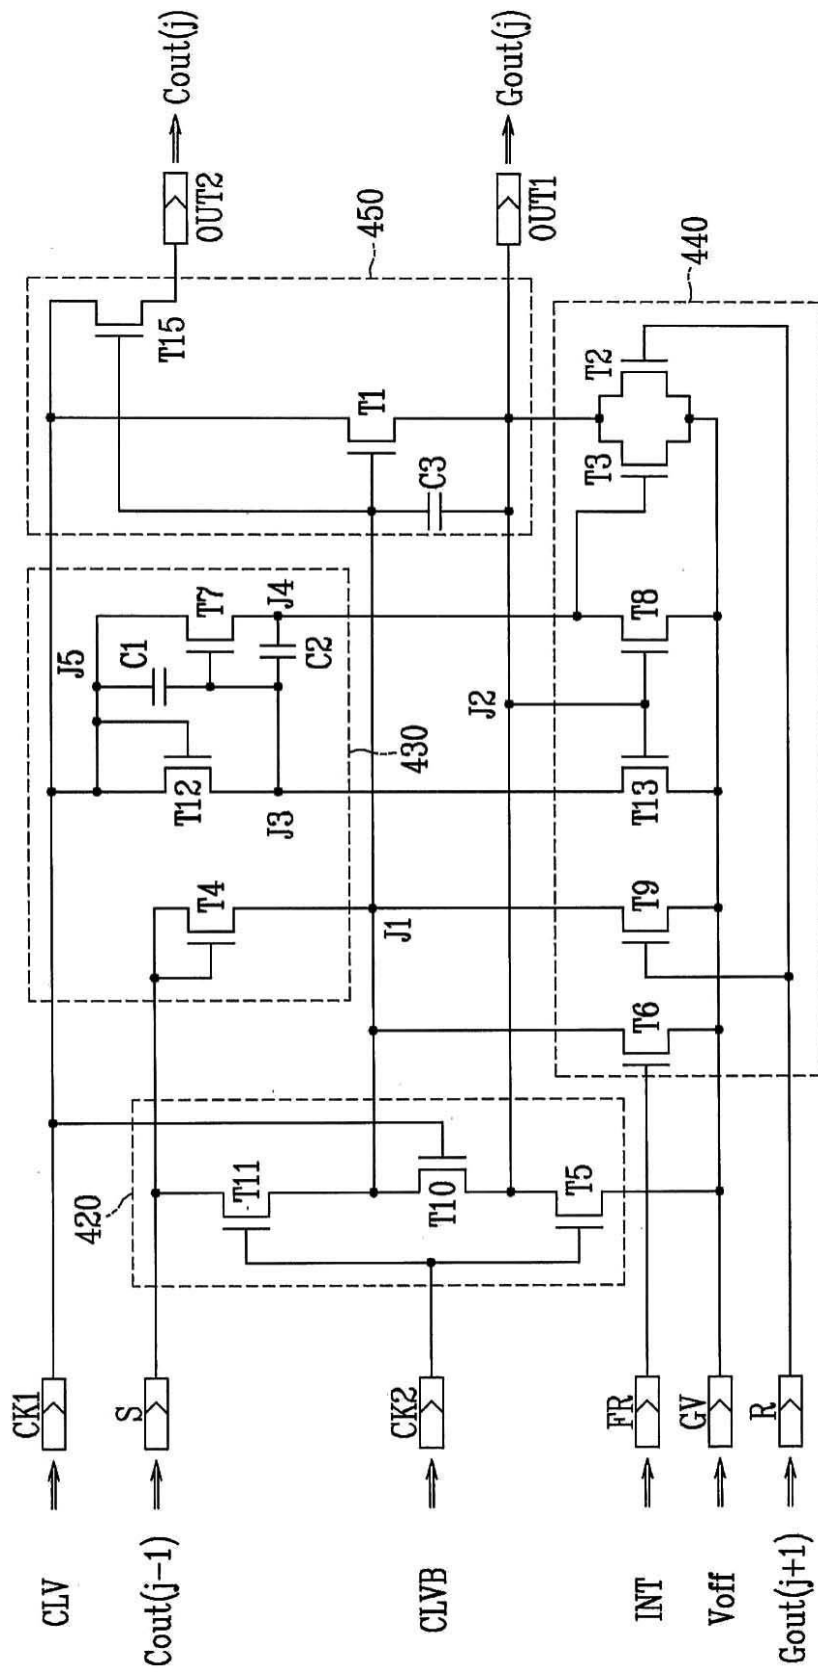 CLV
CK1
Cout(j-1)
S
CLVB
CK2
INT
FR
Voff
GV
Gout(j+1)
R
420
T11
T10
T5
430
T4
T12
J3
J5
C1
T7
J4
C2
J1
J2
T6
T9
T13
T8
T3
T2
440
450
T15
T1
C3
OUT2
Cout(j)
OUT1
Gout(j)